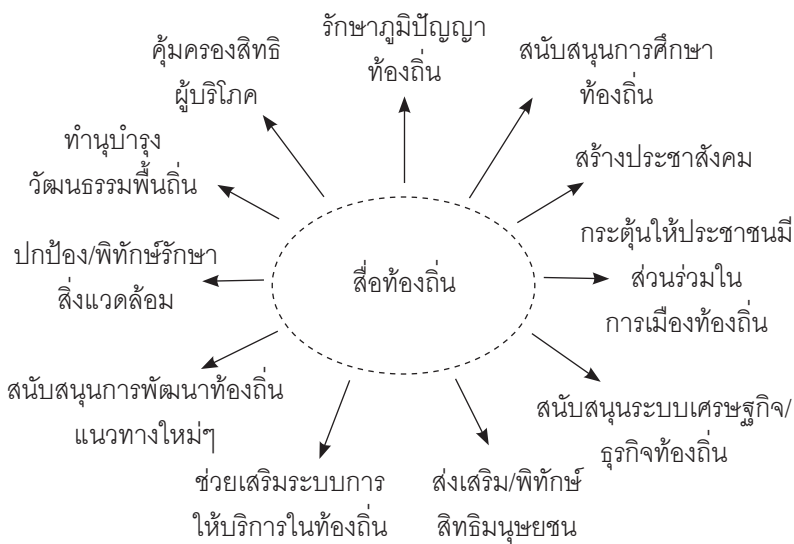 รักษาภูมิปัญญา
ท้องถิ่น
สนับสนุนการศึกษา
ท้องถิ่น
สร้างประชาสังคม
กระตุ้นให้ประชาชนมี
ส่วนร่วมใน
การเมืองท้องถิ่น
สนับสนุนระบบเศรษฐกิจ/
ธุรกิจท้องถิ่น
ส่งเสริม/พิทักษ์
สิทธิมนุษยชน
ช่วยเสริมระบบการ
ให้บริการในท้องถิ่น
สนับสนุนการพัฒนาท้องถิ่น
แนวทางใหม่ๆ
ปกป้อง/พิทักษ์รักษา
สิ่งแวดล้อม
ทำนุบำรุง
วัฒนธรรมพื้นถิ่น
คุ้มครองสิทธิ
ผู้บริโภค
สื่อท้องถิ่น